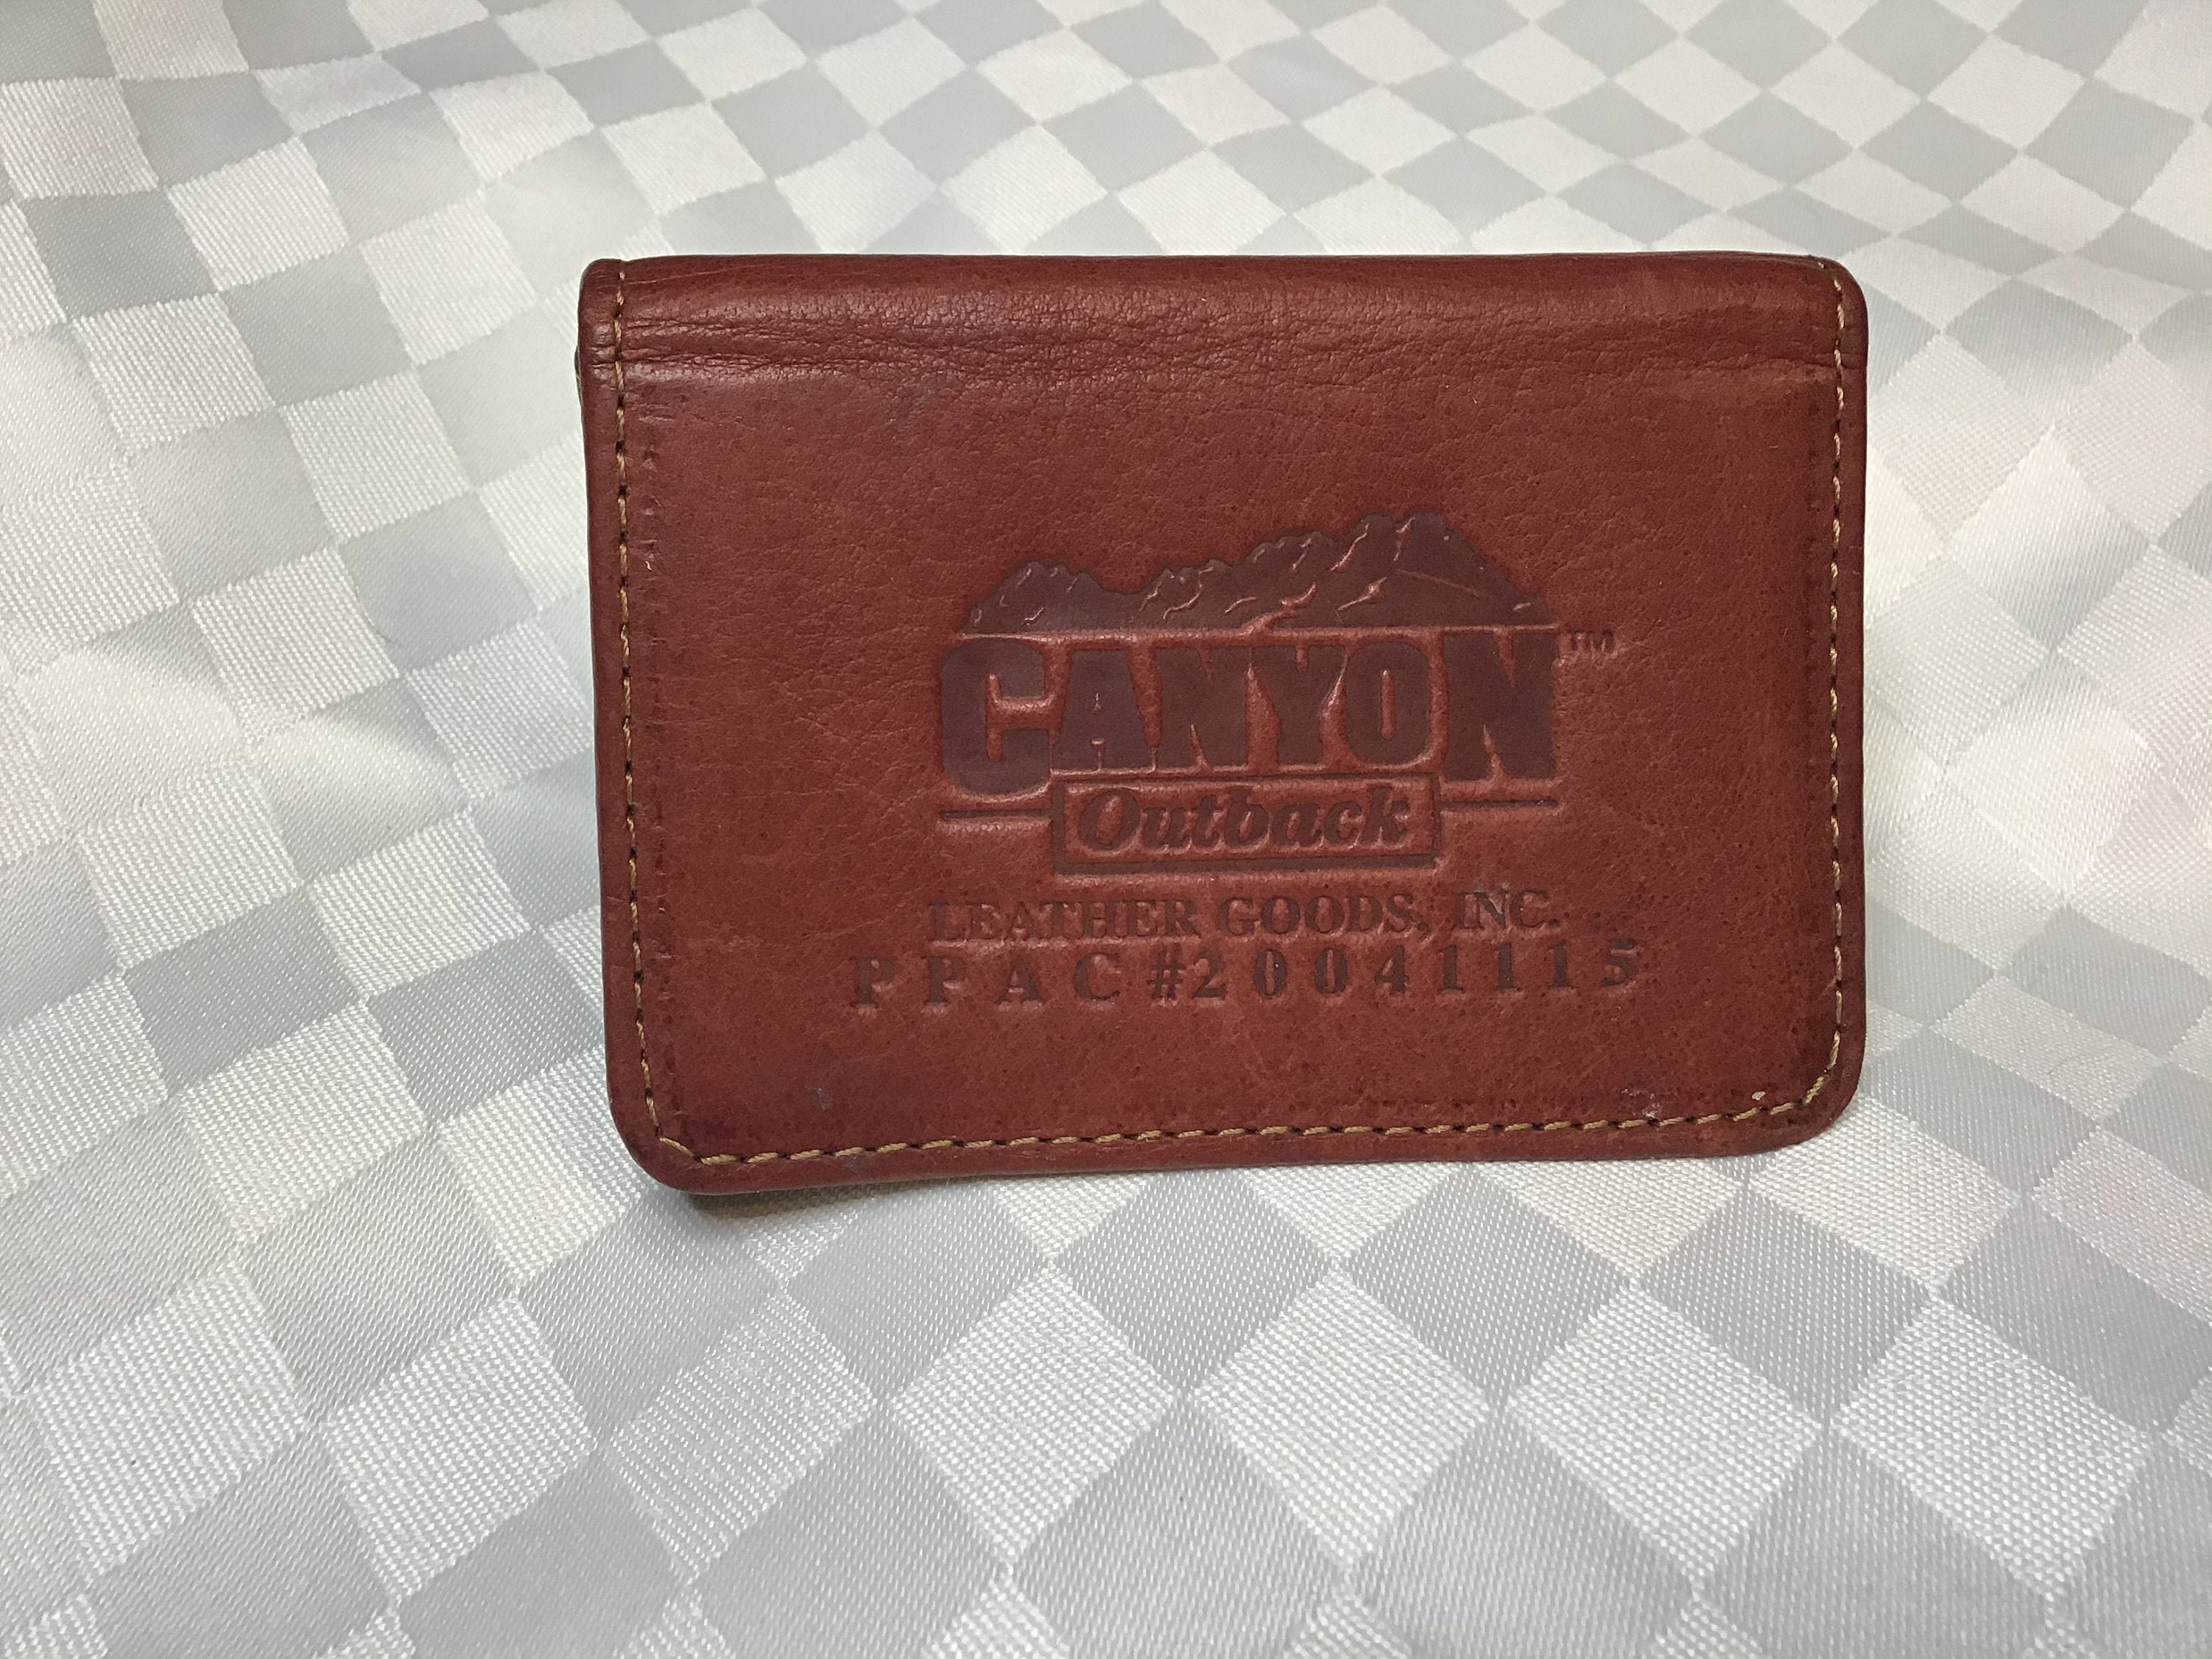 CANYON™
Outback
LEATHER GOODS, INC.
PPAC #20041115